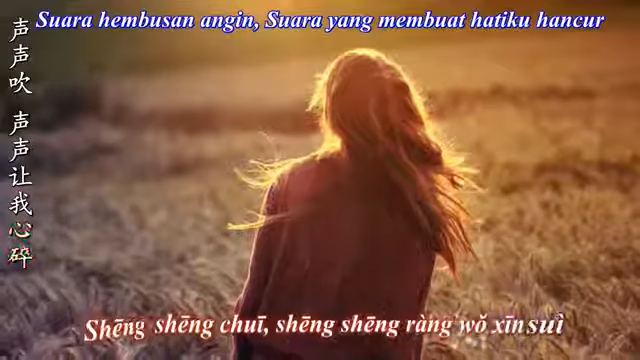 Suara hembusan angin, Suara yang membuat hatiku hancur
声声吹 声声让我心碎
Shēng shēng chuī, shēng shēng ràng wǒ xīn suì